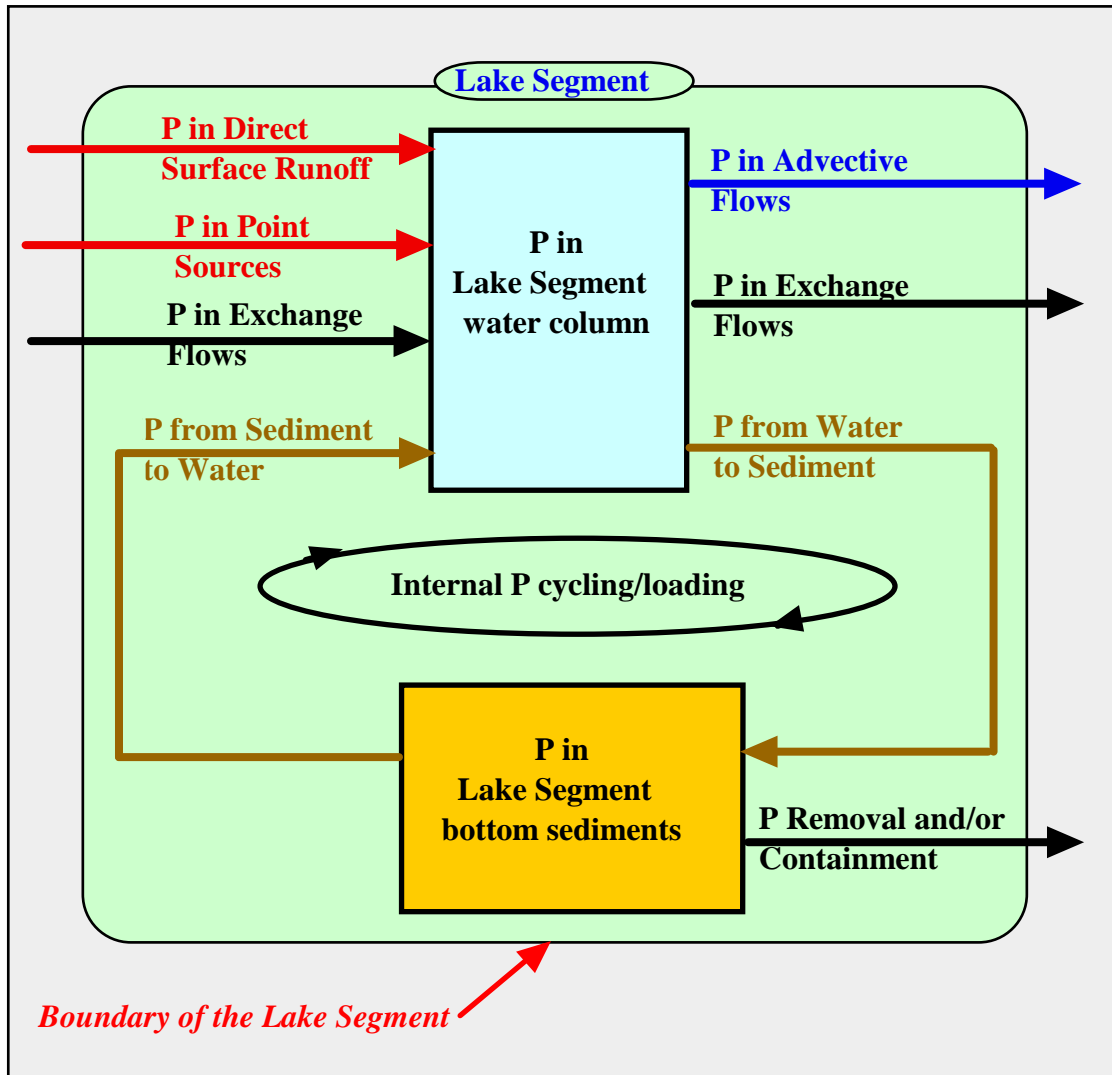 Lake Segment
P in Direct
Surface Runoff
P in Point
Sources
P in Exchange
Flows
P from Sediment
to Water
P in
Lake Segment
water column
P in Advective
Flows
P in Exchange
Flows
P from Water
to Sediment
Internal P cycling/loading
P in
Lake Segment
bottom sediments
P Removal and/or
Containment
Boundary of the Lake Segment